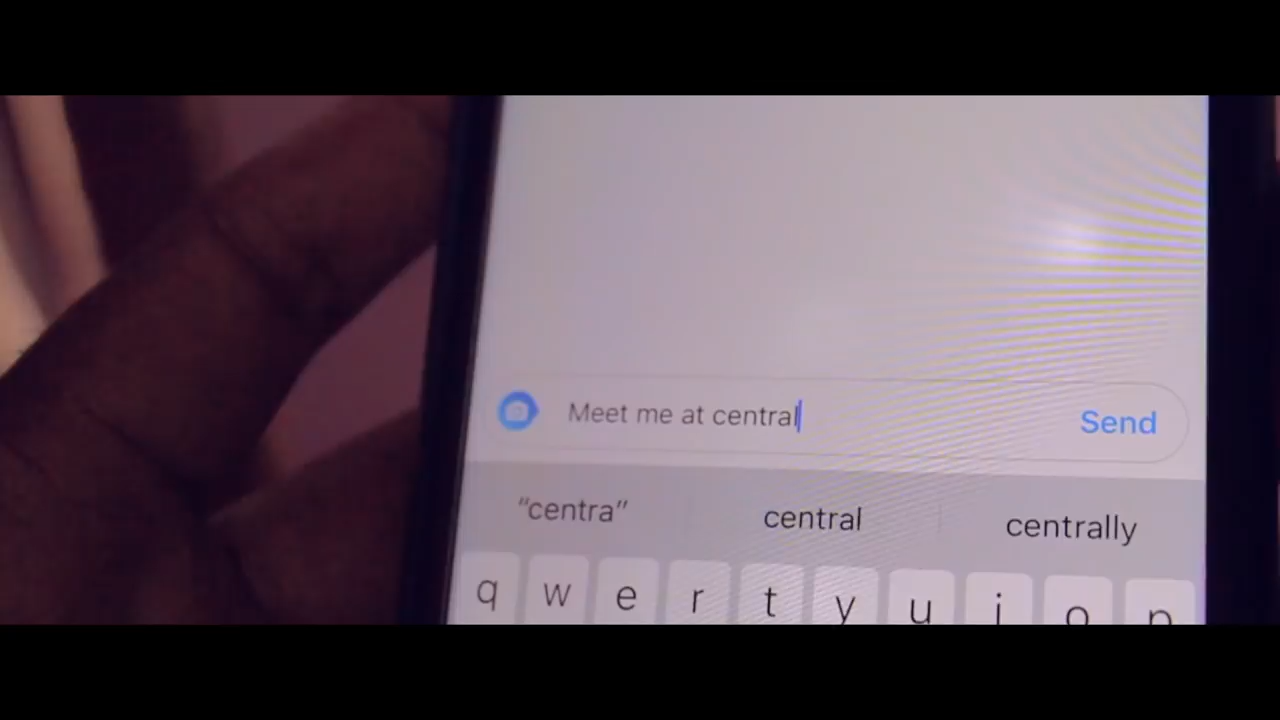 Meet me at central
Send
"centra" central centrally
q w e r t y u i o p